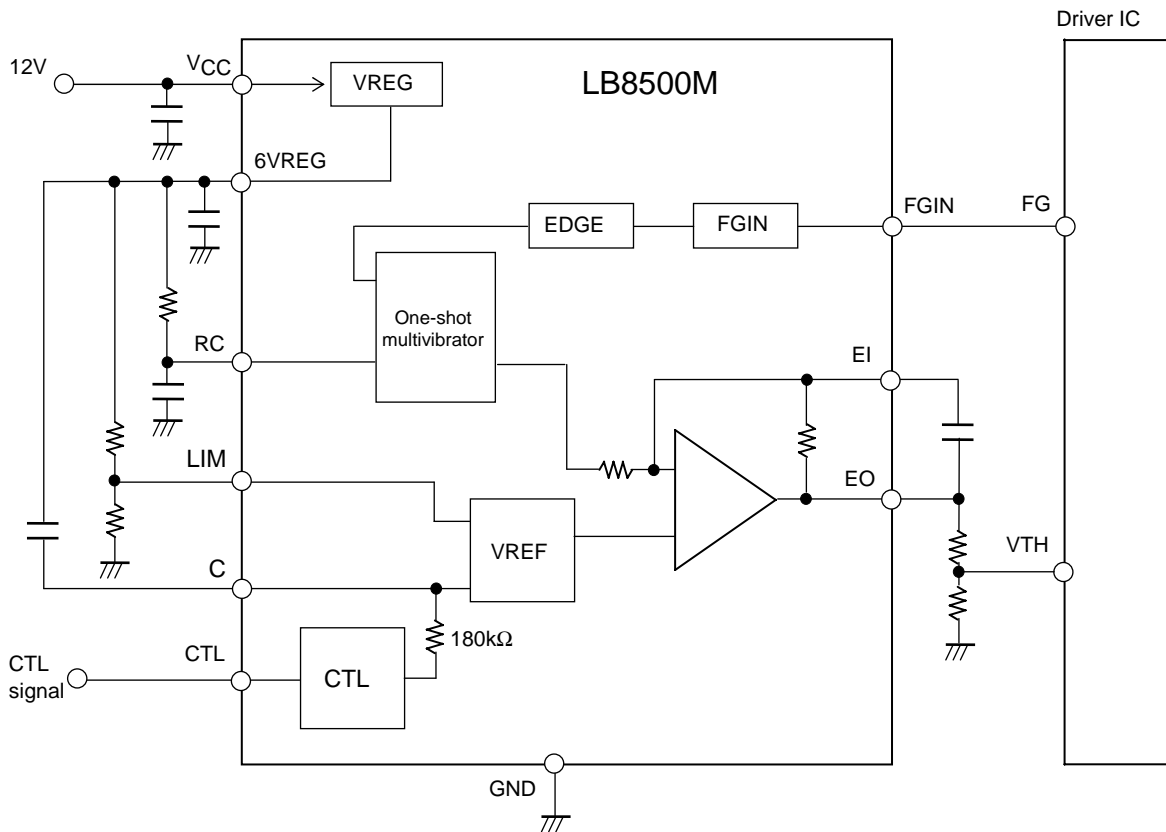 Driver IC
12V
VCC
VREG
LB8500M
6VREG
FGIN
FG
EDGE
FGIN
One-shot
multivibrator
RC
EI
LIM
EO
VREF
VTH
C
180kΩ
CTL
CTL
CTL
signal
GND